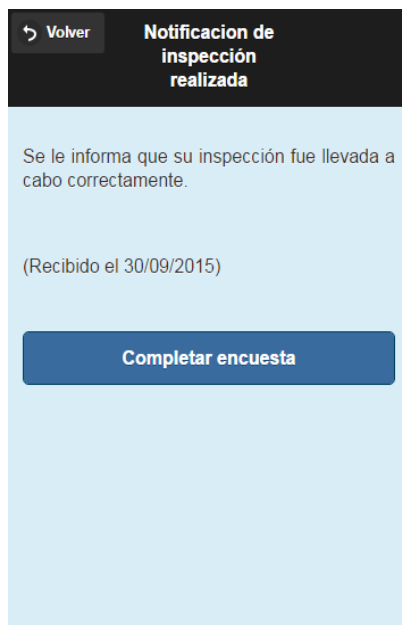 Volver
Notificacion de
inspección
realizada
Se le informa que su inspección fue llevada a
cabo correctamente.
(Recibido el 30/09/2015)
Completar encuesta